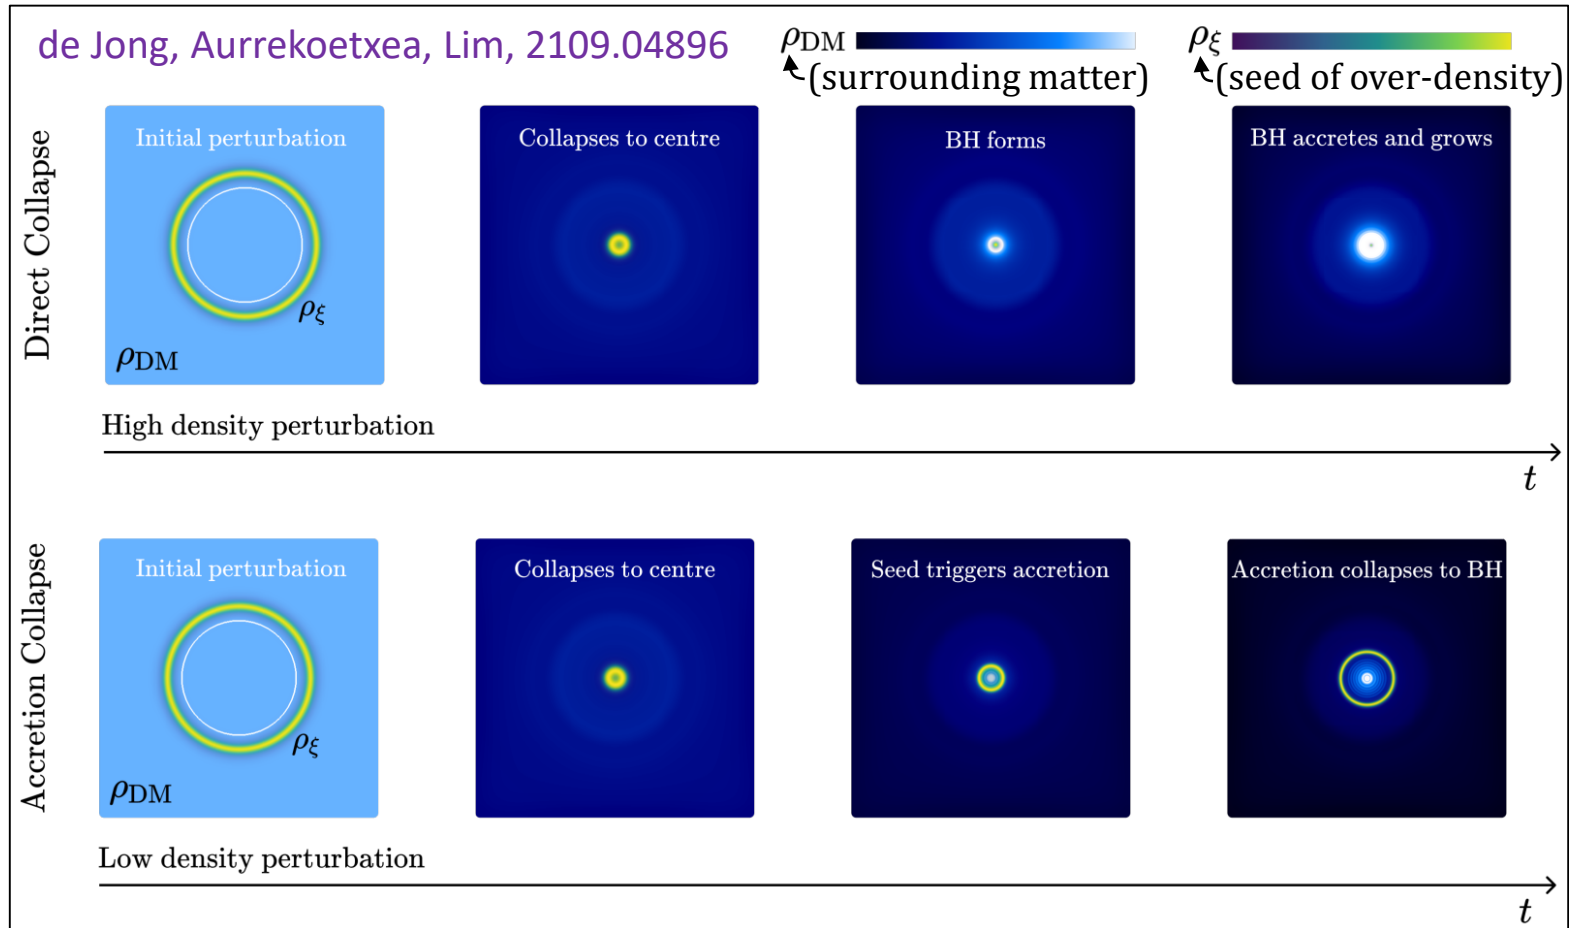 de Jong, Aurrekoetxea, Lim, 2109.04896
ρDM
(surrounding matter)
ρξ
(seed of over-density)
Direct Collapse
Initial perturbation
ρξ
ρDM
Collapses to centre
BH forms
BH accretes and grows
High density perturbation
t
Accretion Collapse
Initial perturbation
ρξ
ρDM
Collapses to centre
Seed triggers accretion
Accretion collapses to BH
Low density perturbation
t